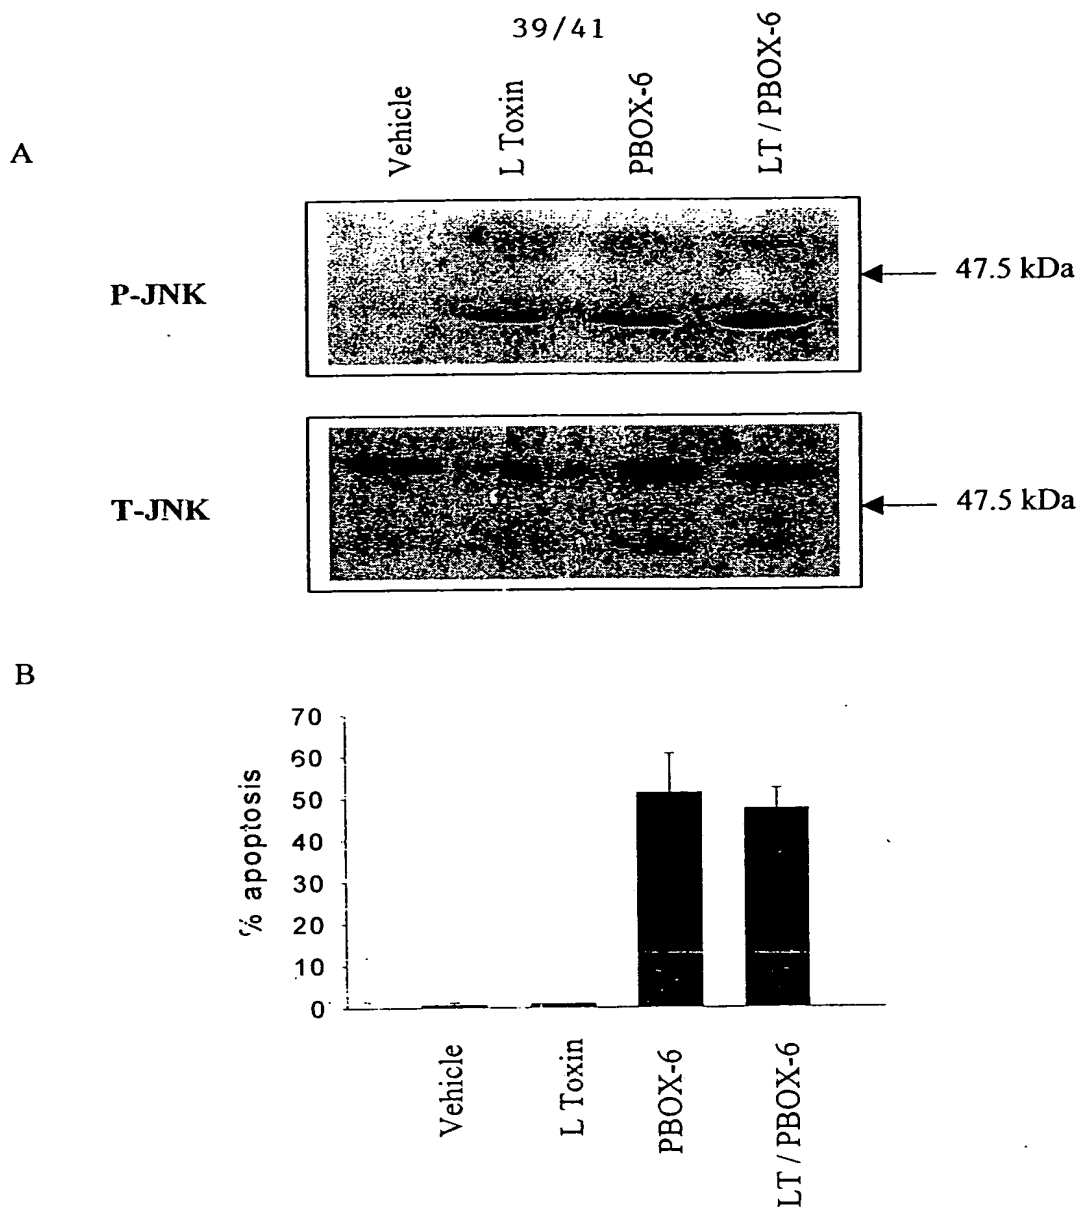 39/41
A
Vehicle
L Toxin
PBOX-6
LT / PBOX-6
P-JNK
47.5 kDa
T-JNK
47.5 kDa
B
% apoptosis
70
60
50
40
30
20
10
0
Vehicle
L Toxin
PBOX-6
LT / PBOX-6